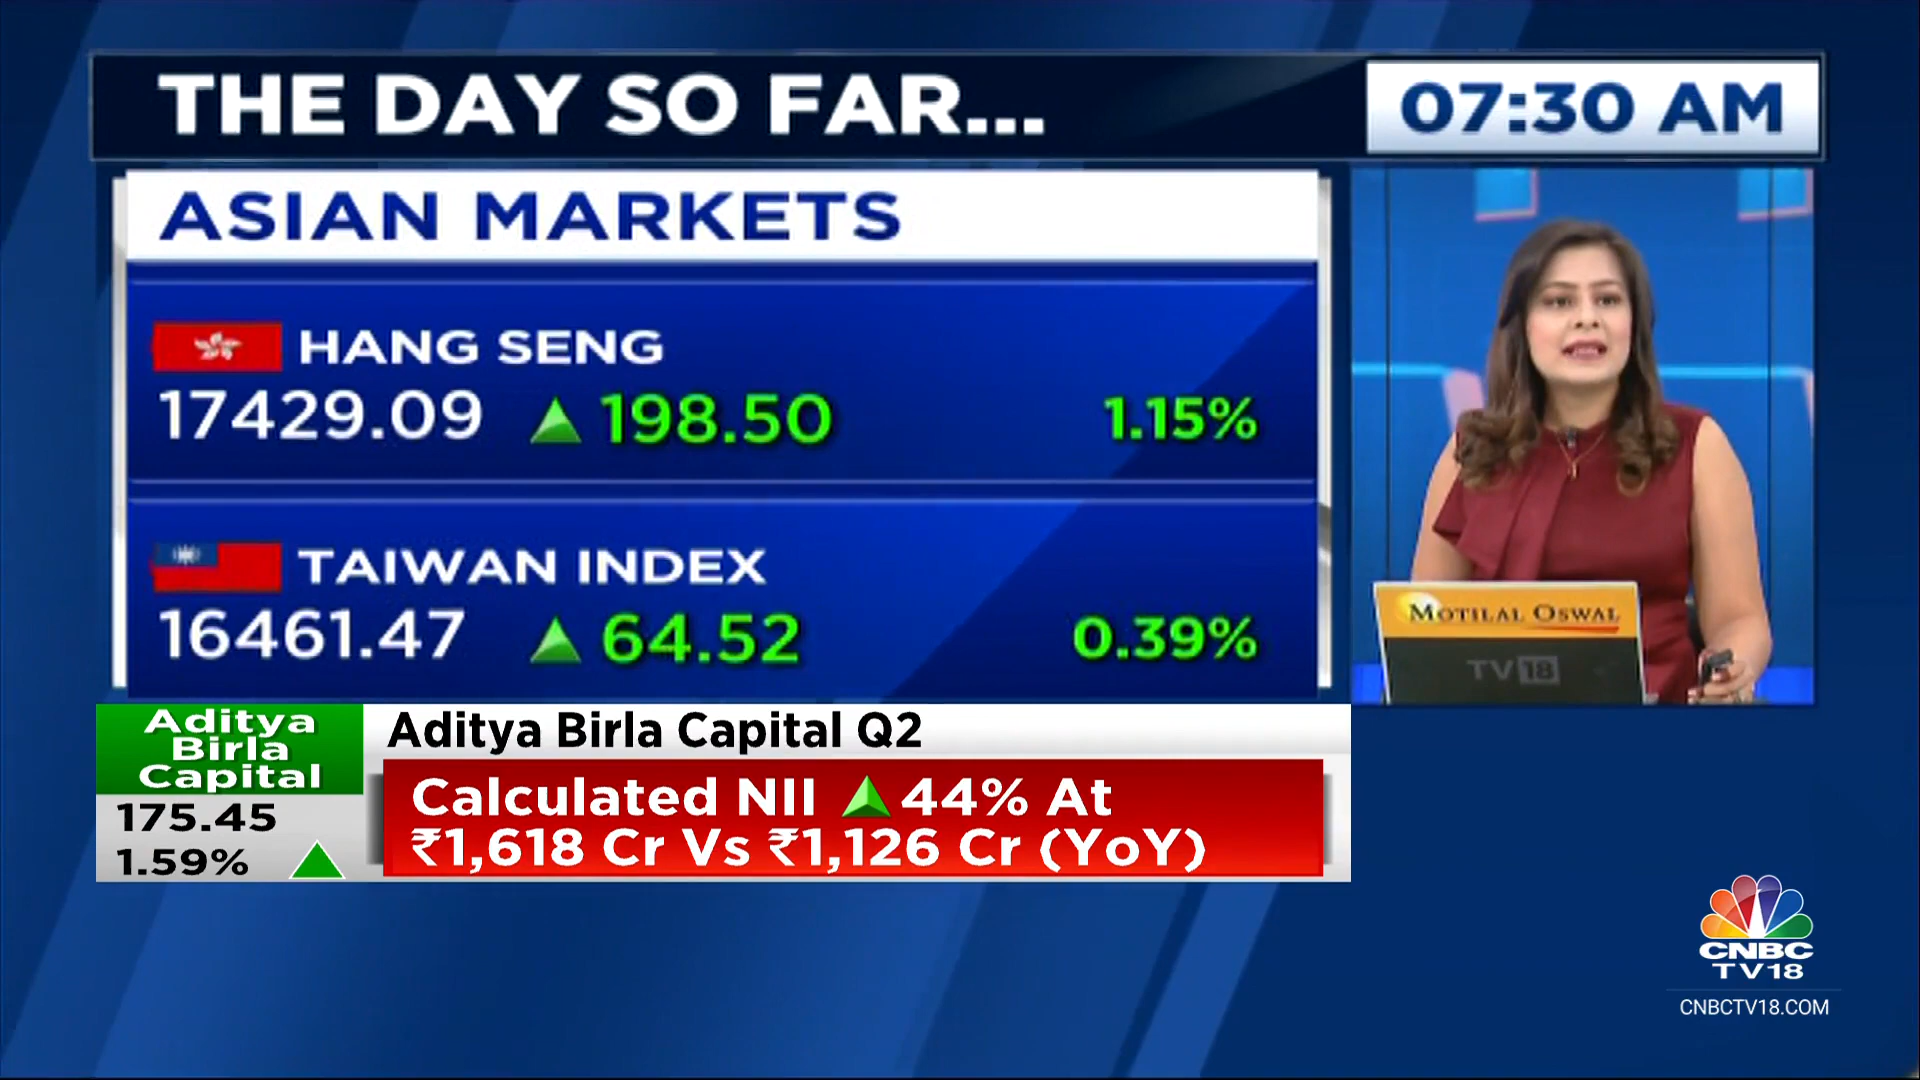 THE DAY SO FAR...
07:30 AM
ASIAN MARKETS
HANG SENG
17429.09 ▲ 198.50 1.15%
TAIWAN INDEX
16461.47 ▲ 64.52 0.39%
MOTILAL OSWAL
TV18
Aditya
Birla
Capital
175.45
1.59% ▲
Aditya Birla Capital Q2
Calculated NII ▲ 44% At
₹1,618 Cr Vs ₹1,126 Cr (YoY)
CNBC
TV18
CNBCTV18.COM